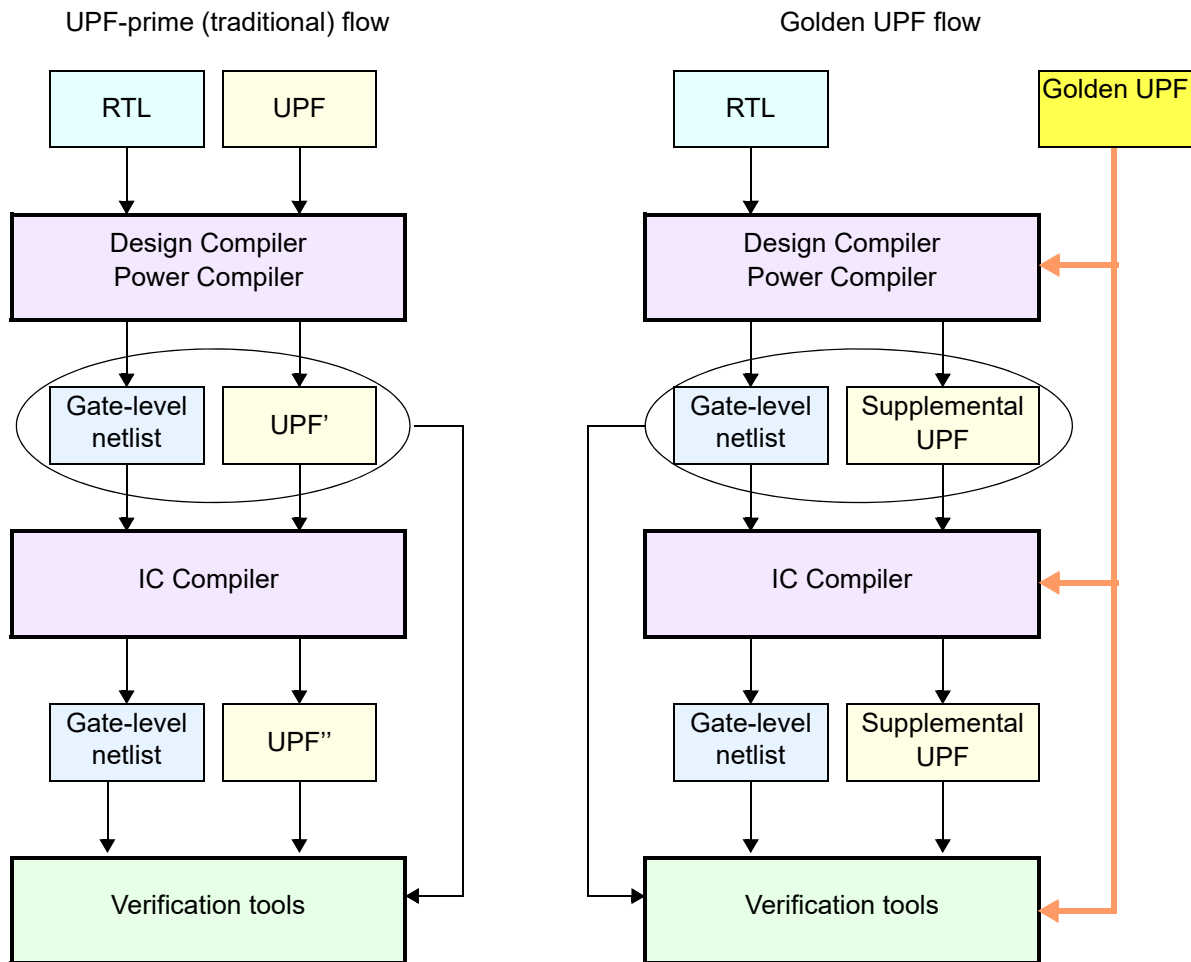 UPF-prime (traditional) flow
Golden UPF flow
RTL
UPF
RTL
Golden UPF
Design Compiler
Power Compiler
Design Compiler
Power Compiler
Gate-level
netlist
UPF’
Gate-level
netlist
Supplemental
UPF
IC Compiler
IC Compiler
Gate-level
netlist
UPF’’
Gate-level
netlist
Supplemental
UPF
Verification tools
Verification tools